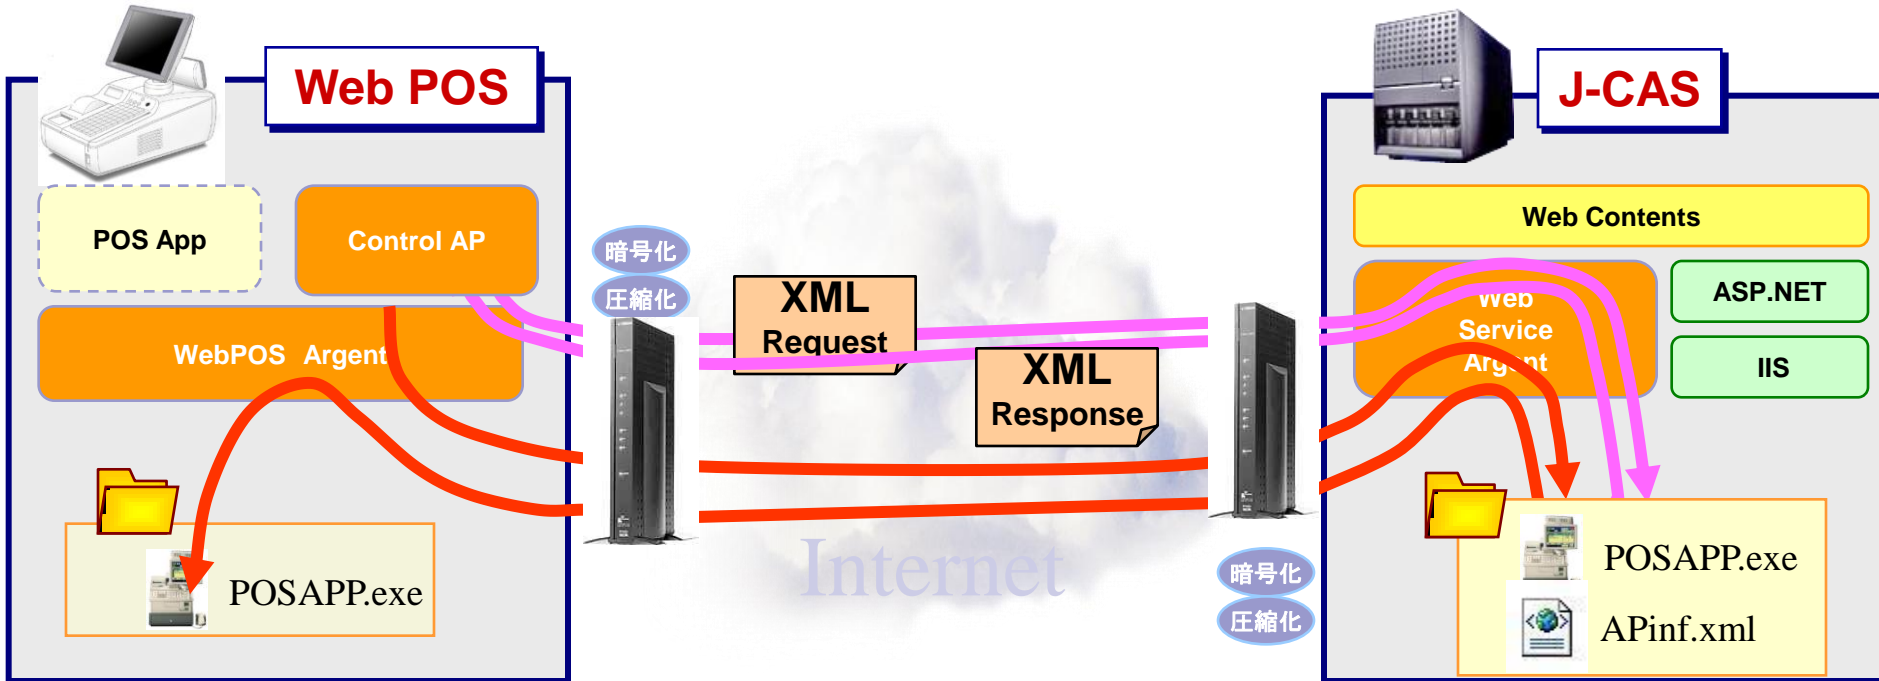 Web POS
POS App
Control AP
WebPOS Argent
POSAPP.exe
暗号化
圧縮化
XML
Request
XML
Response
Internet
暗号化
圧縮化
J-CAS
Web Contents
Web
Service
Argent
ASP.NET
IIS
POSAPP.exe
APinf.xml